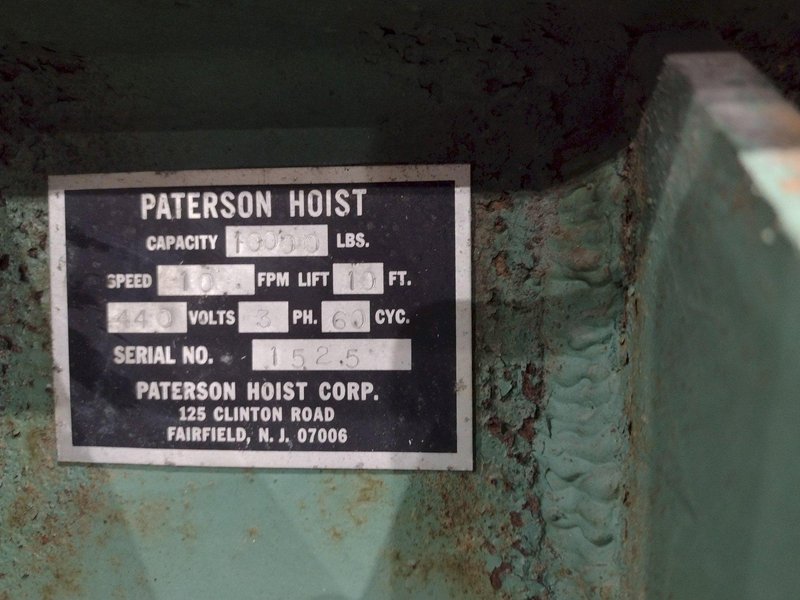 PATERSON HOIST
CAPACITY 10000 LBS.
SPEED 10 FPM LIFT 10 FT.
440 VOLTS 3 PH. 60 CYC.
SERIAL NO. 1525
PATERSON HOIST CORP.
125 CLINTON ROAD
FAIRFIELD, N. J. 07006